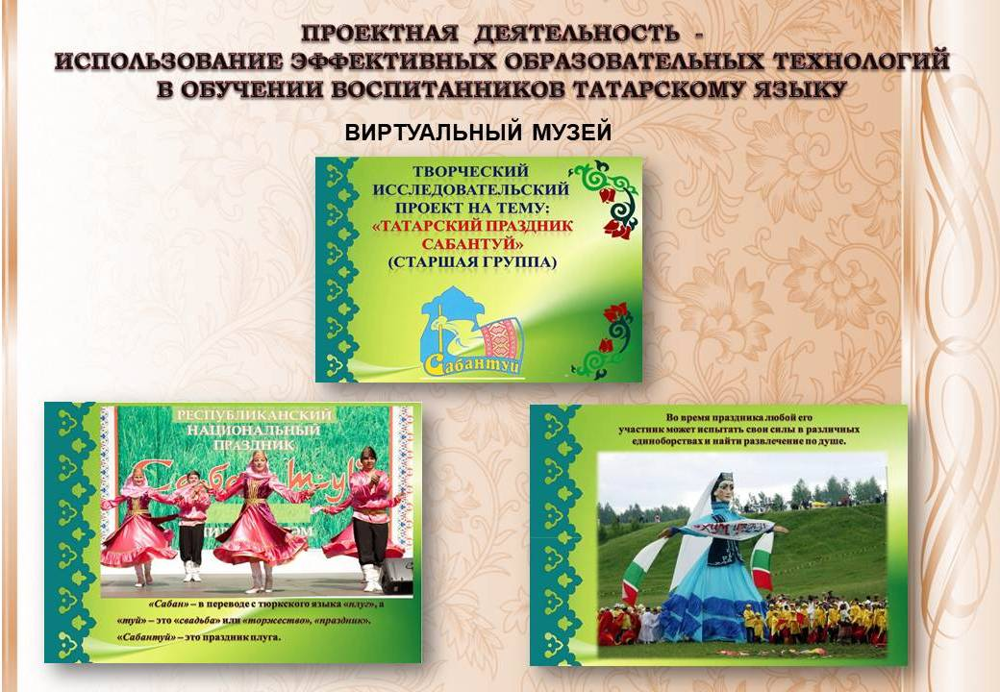 ПРОЕКТНАЯ ДЕЯТЕЛЬНОСТЬ -
ИСПОЛЬЗОВАНИЕ ЭФФЕКТИВНЫХ ОБРАЗОВАТЕЛЬНЫХ ТЕХНОЛОГИЙ
В ОБУЧЕНИИ ВОСПИТАННИКОВ ТАТАРСКОМУ ЯЗЫКУ
ВИРТУАЛЬНЫЙ МУЗЕЙ
ТВОРЧЕСКИЙ
ИССЛЕДОВАТЕЛЬСКИЙ
ПРОЕКТ НА ТЕМУ:
«ТАТАРСКИЙ ПРАЗДНИК
САБАНТУЙ»
(СТАРШАЯ ГРУППА)
Сабантуй
РЕСПУБЛИКАНСКИЙ
НАЦИОНАЛЬНЫЙ
ПРАЗДНИК
«Сабан» – в переводе с тюркского языка «плуг», а
«туй» – это «свадьба» или «торжество», «праздник».
«Сабантуй» – это праздник плуга.
Во время праздника любой его
участник может испытать свои силы в различных
единоборствах и найти развлечение по душе.